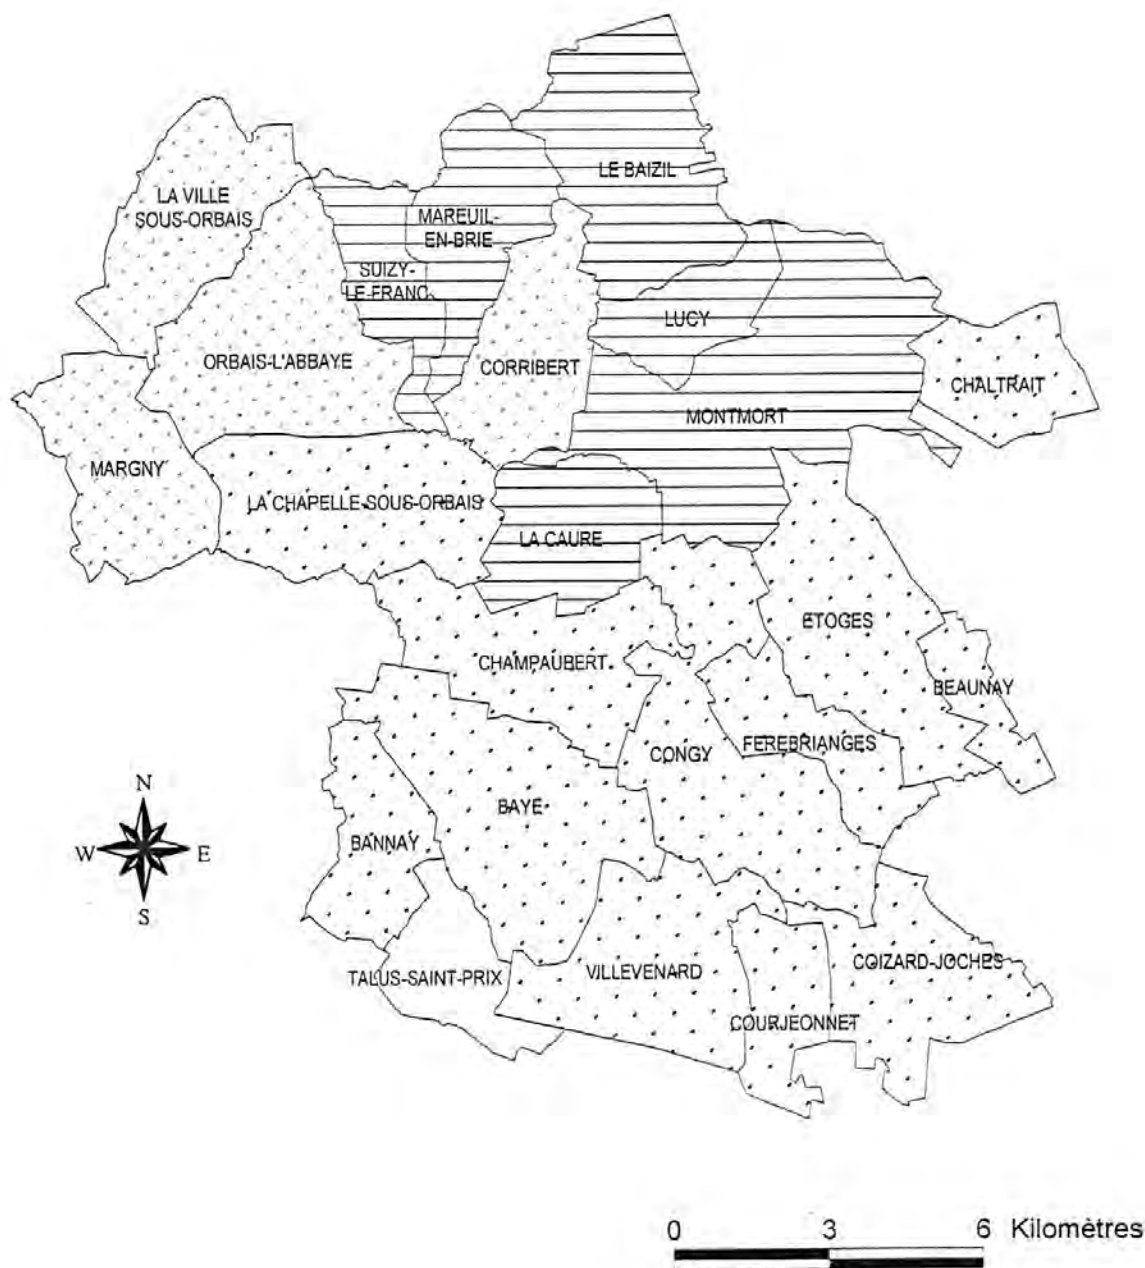 LE BAIZIL
LA VILLE
SOUS-ORBAIS
MAREUIL-
EN-BRIE
SUIZY-
LE-FRANC
LUCY
ORBAIS-L'ABBAYE
CORRIBERT
CHALTRAIT
MONTMORT
MARGNY
LA CHAPELLE-SOUS-ORBAIS
LA CAURE
ETOGES
CHAMPAUBERT
BEAUNAY
FEREBRIANGES
CONGY
BAYE
BANNAY
N
W
E
S
TALUS-SAINT-PRIX
VILLEVENARD
COIZARD-JOCHES
COURJEONNET
0 3 6 Kilomètres